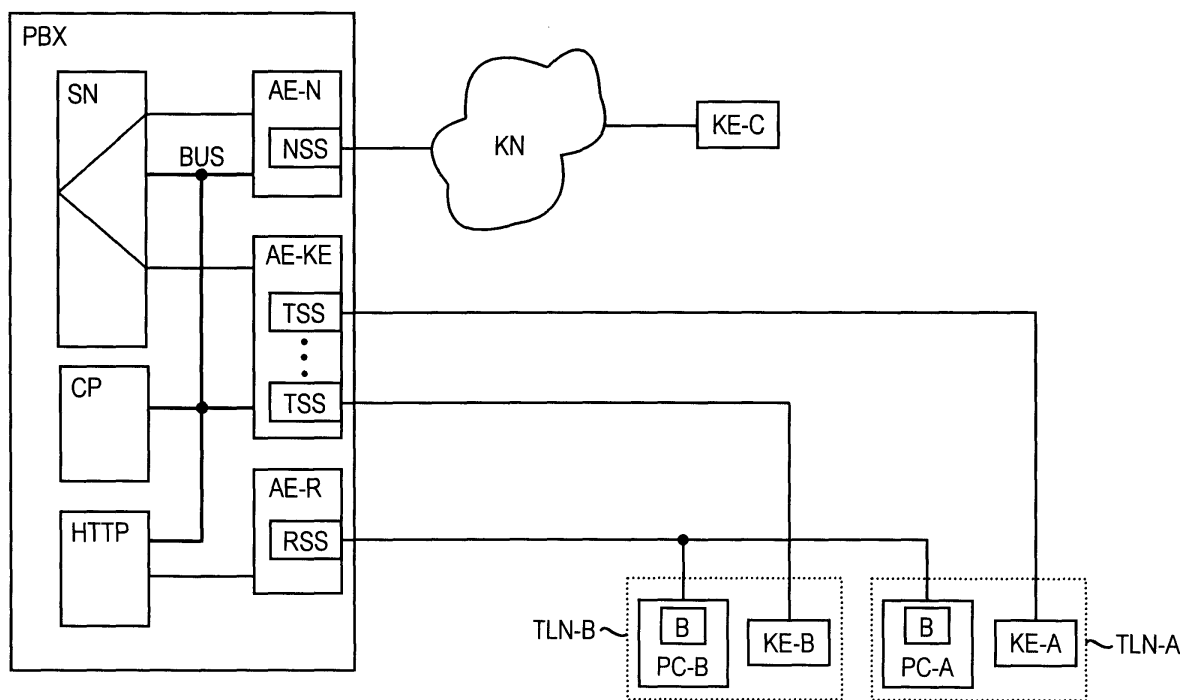 PBX
SN
AE-N
NSS
BUS
KN
KE-C
AE-KE
TSS
TSS
CP
AE-R
HTTP
RSS
TLN-B
B
PC-B
KE-B
B
PC-A
KE-A
TLN-A